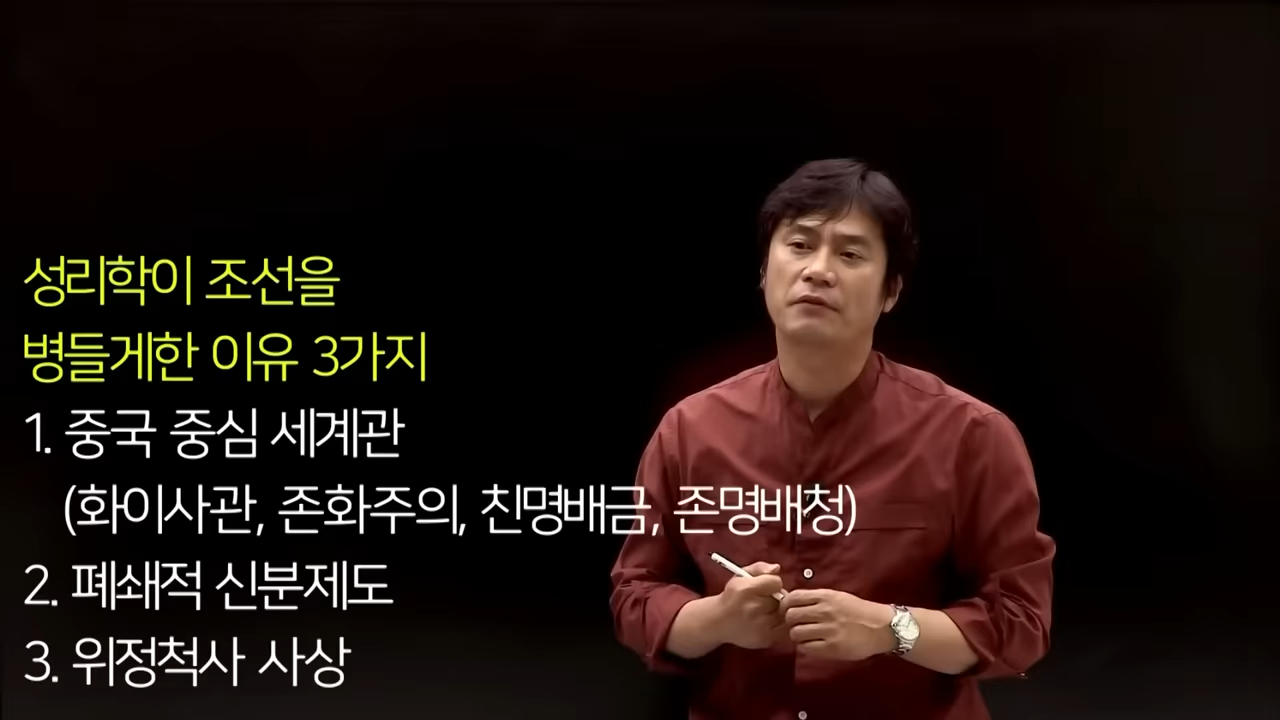 성리학이 조선을
병들게한 이유 3가지
1. 중국 중심 세계관
(화이사관, 존화주의, 친명배금, 존명배청)
2. 폐쇄적 신분제도
3. 위정척사 사상